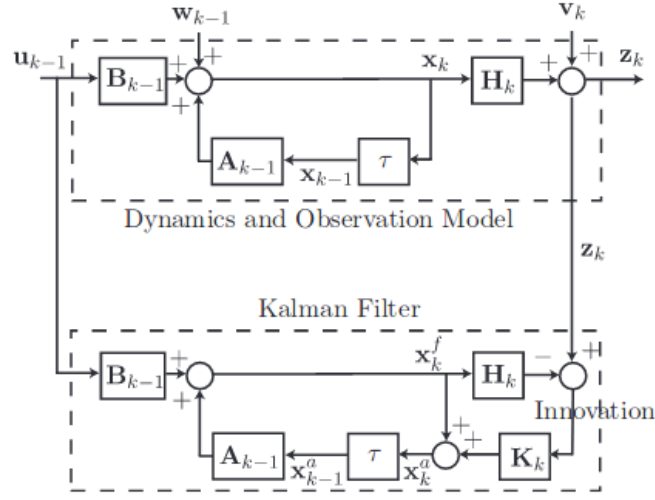 w_{k−1} v_k
u_{k−1} + + + z_k
B_{k−1} + x_k H_k +
A_{k−1} x_{k−1} τ
Dynamics and Observation Model
z_k
Kalman Filter
B_{k−1} + x_k^f H_k − +
+ + + Innovation
A_{k−1} x_{k−1}^a τ x_k^a K_k